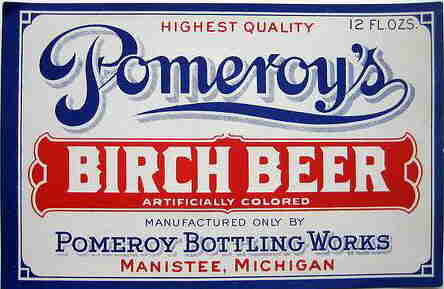 HIGHEST QUALITY
12 FL OZS.
Pomeroy's
BIRCH BEER
ARTIFICIALLY COLORED
MANUFACTURED ONLY BY
POMEROY BOTTLING WORKS
MANISTEE, MICHIGAN